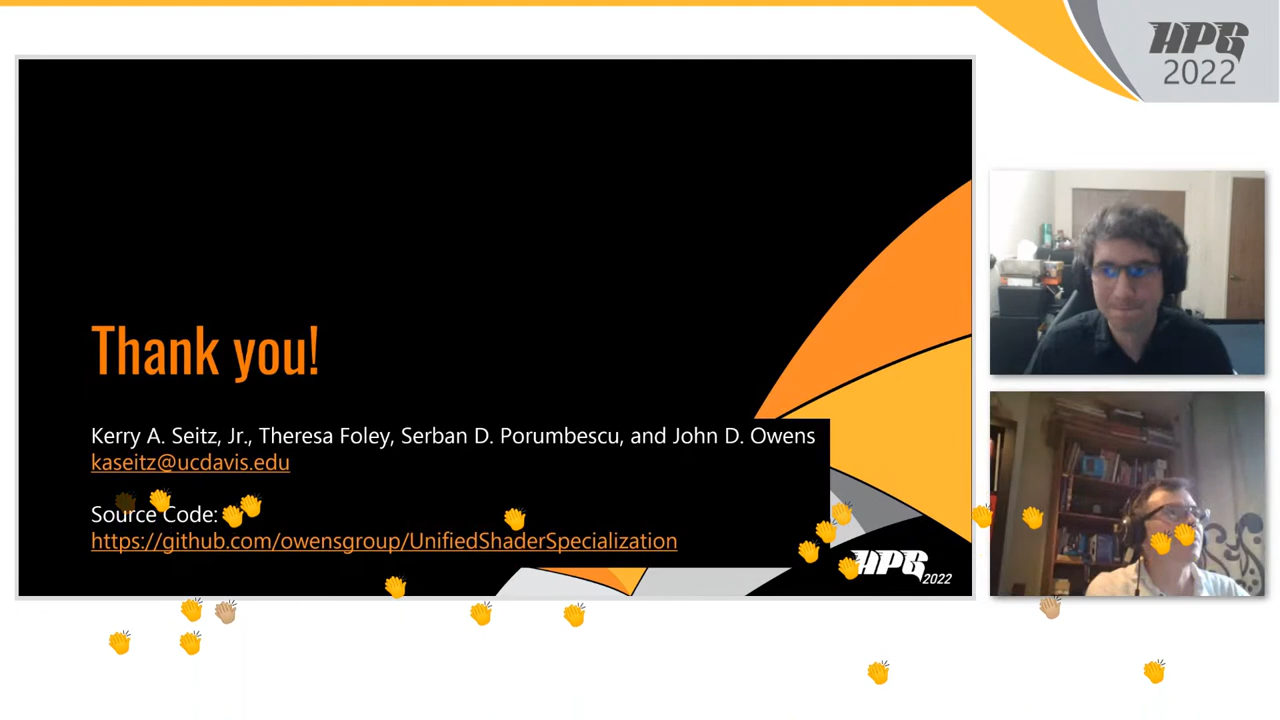 HPG
2022
Thank you!
Kerry A. Seitz, Jr., Theresa Foley, Serban D. Porumbescu, and John D. Owens
kaseitz@ucdavis.edu
Source Code:
https://github.com/owensgroup/UnifiedShaderSpecialization
HPG
2022